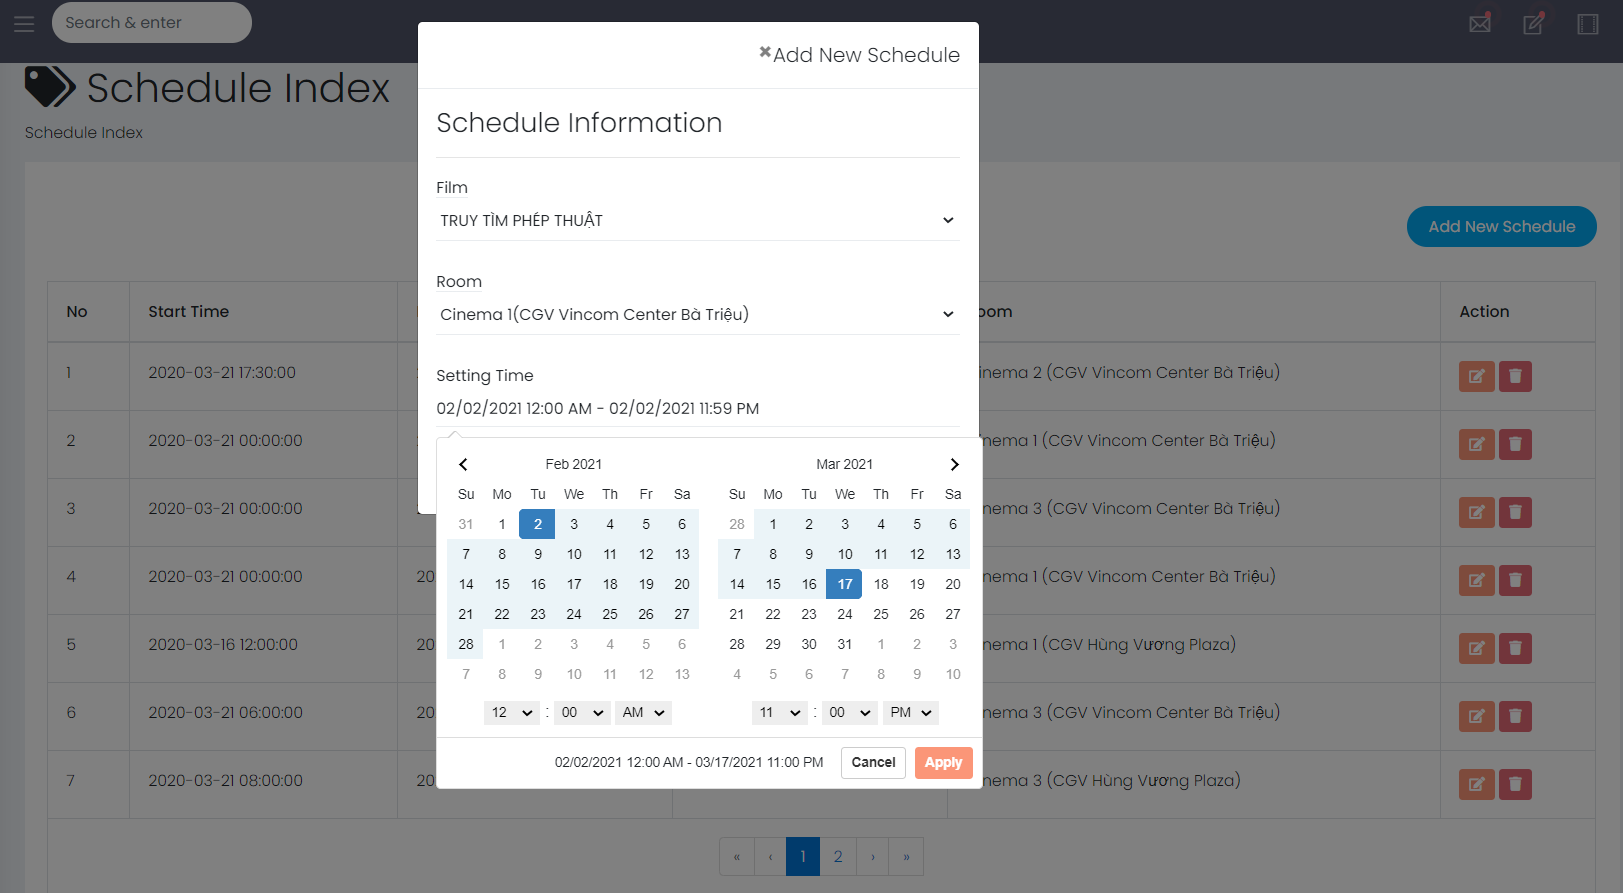 Search & enter
Schedule Index
Schedule Index
Add New Schedule
No Start Time oom Action
1 2020-03-21 17:30:00 inema 2 (CGV Vincom Center Bà Triệu)
2 2020-03-21 00:00:00 nema 1 (CGV Vincom Center Bà Triệu)
3 2020-03-21 00:00:00 nema 3 (CGV Vincom Center Bà Triệu)
4 2020-03-21 00:00:00 20 nema 1 (CGV Vincom Center Bà Triệu)
5 2020-03-16 12:00:00 20 nema 1 (CGV Hùng Vương Plaza)
6 2020-03-21 06:00:00 20 nema 3 (CGV Vincom Center Bà Triệu)
7 2020-03-21 08:00:00 20 nema 3 (CGV Hùng Vương Plaza)
« ‹ 1 2 › »
×Add New Schedule
Schedule Information
Film
TRUY TÌM PHÉP THUẬT
Room
Cinema 1(CGV Vincom Center Bà Triệu)
Setting Time
02/02/2021 12:00 AM - 02/02/2021 11:59 PM
Feb 2021
Su Mo Tu We Th Fr Sa
31 1 2 3 4 5 6
7 8 9 10 11 12 13
14 15 16 17 18 19 20
21 22 23 24 25 26 27
28 1 2 3 4 5 6
7 8 9 10 11 12 13
12 : 00 AM
Mar 2021
Su Mo Tu We Th Fr Sa
28 1 2 3 4 5 6
7 8 9 10 11 12 13
14 15 16 17 18 19 20
21 22 23 24 25 26 27
28 29 30 31 1 2 3
4 5 6 7 8 9 10
11 : 00 PM
02/02/2021 12:00 AM - 03/17/2021 11:00 PM Cancel Apply